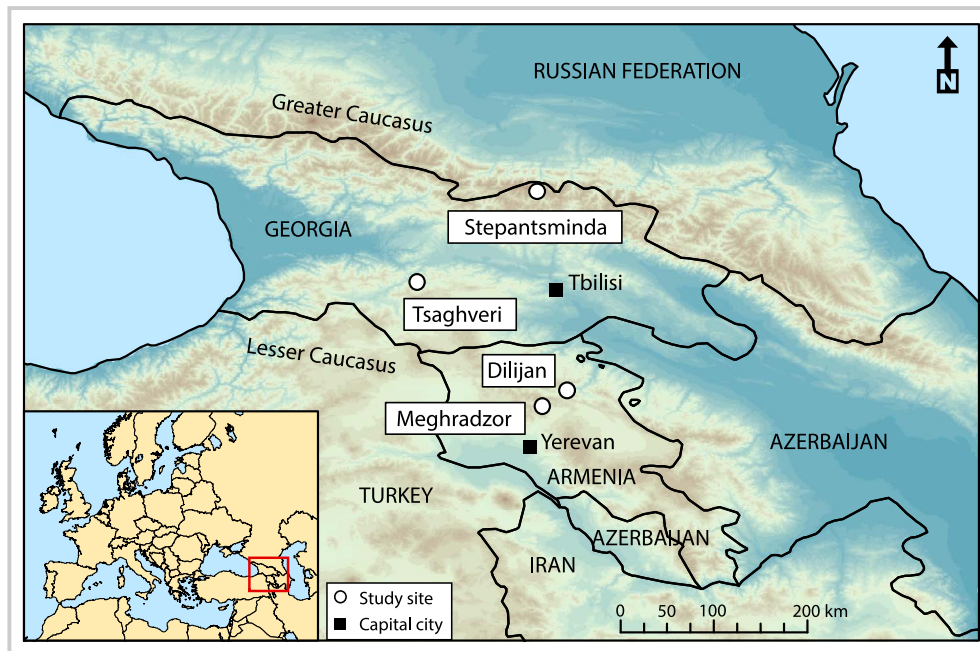 RUSSIAN FEDERATION
N
Greater Caucasus
Stepantsminda
GEORGIA
Tbilisi
Tsaghveri
Lesser Caucasus
Dilijan
Meghradzor
Yerevan
AZERBAIJAN
ARMENIA
TURKEY
AZERBAIJAN
IRAN
Study site
Capital city
0 50 100 200 km